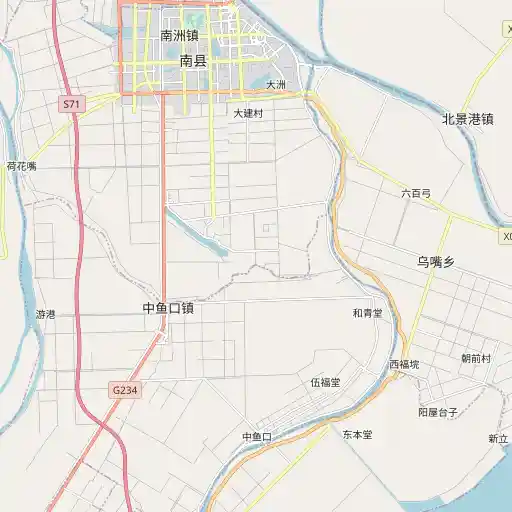 南洲镇
南县
大洲
S71
大建村
北景港镇
荷花嘴
六百弓
乌嘴乡
中鱼口镇
游港
和青堂
朝前村
西福垸
G234
伍福堂
阳屋台子
中鱼口
东本堂
新立